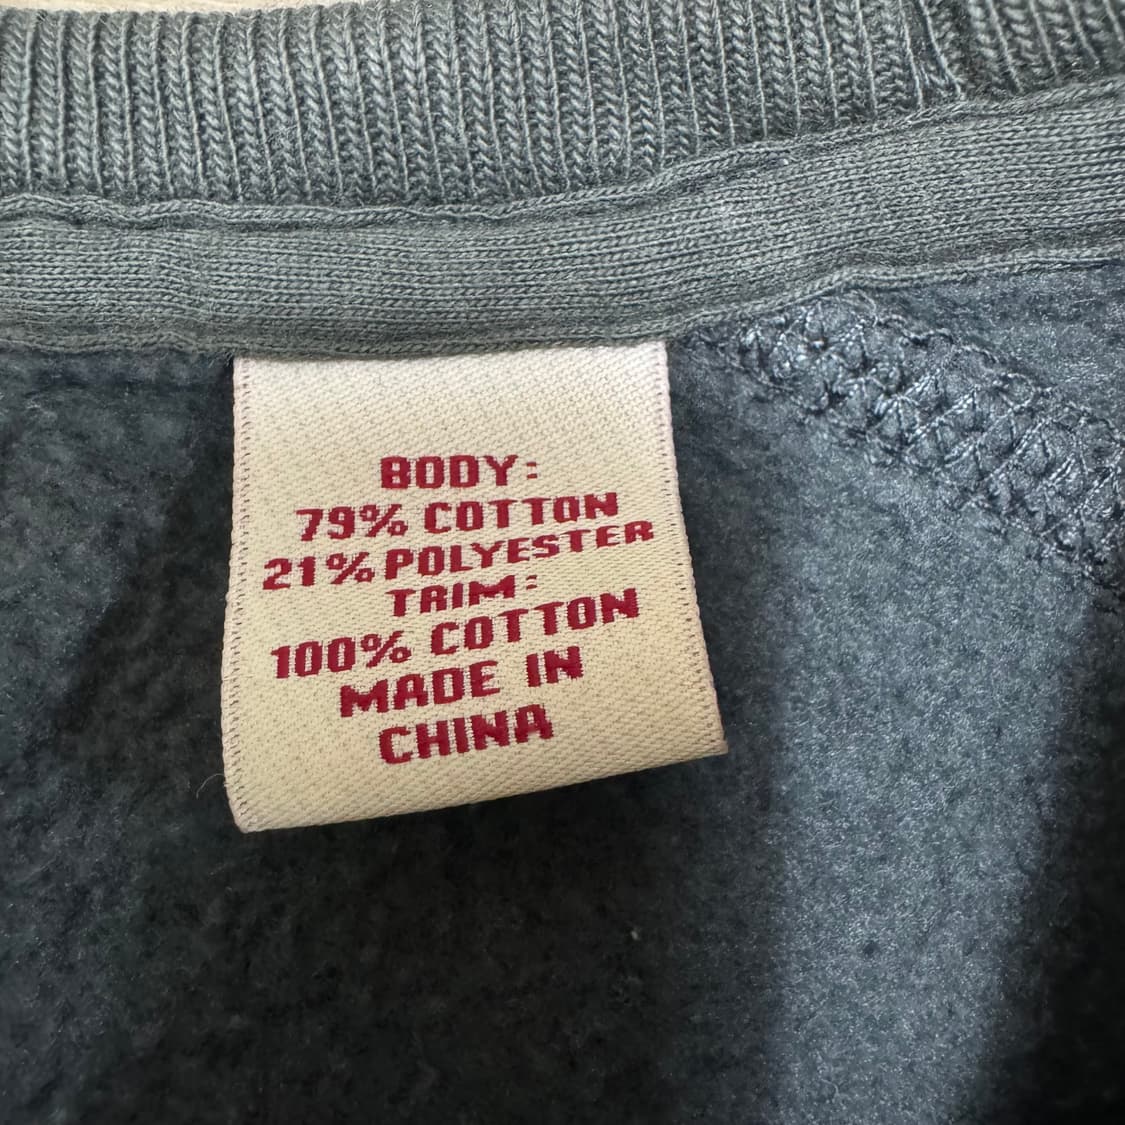 BODY:
79% COTTON
21% POLYESTER
TRIM:
100% COTTON
MADE IN
CHINA